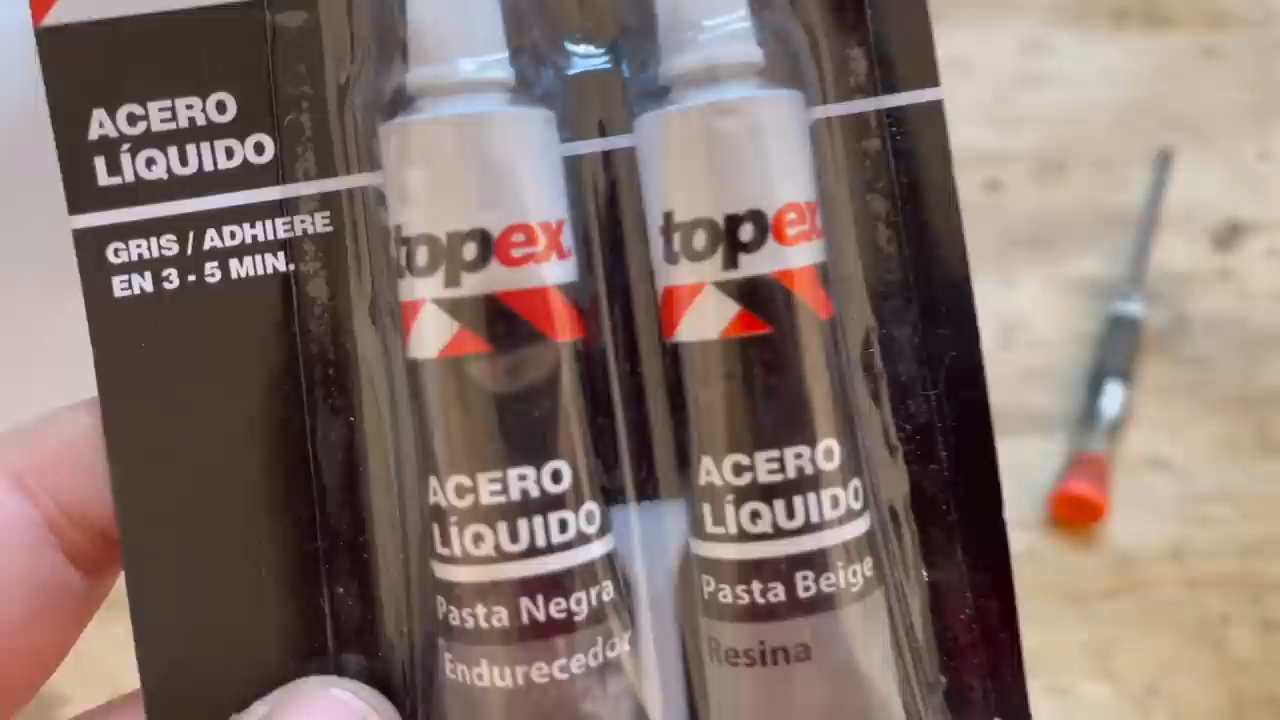 ACERO
LÍQUIDO
GRIS / ADHIERE
EN 3 - 5 MIN.
topex
ACERO
LÍQUIDO
Pasta Negra
Endurecedor
topex
ACERO
LÍQUIDO
Pasta Beige
Resina